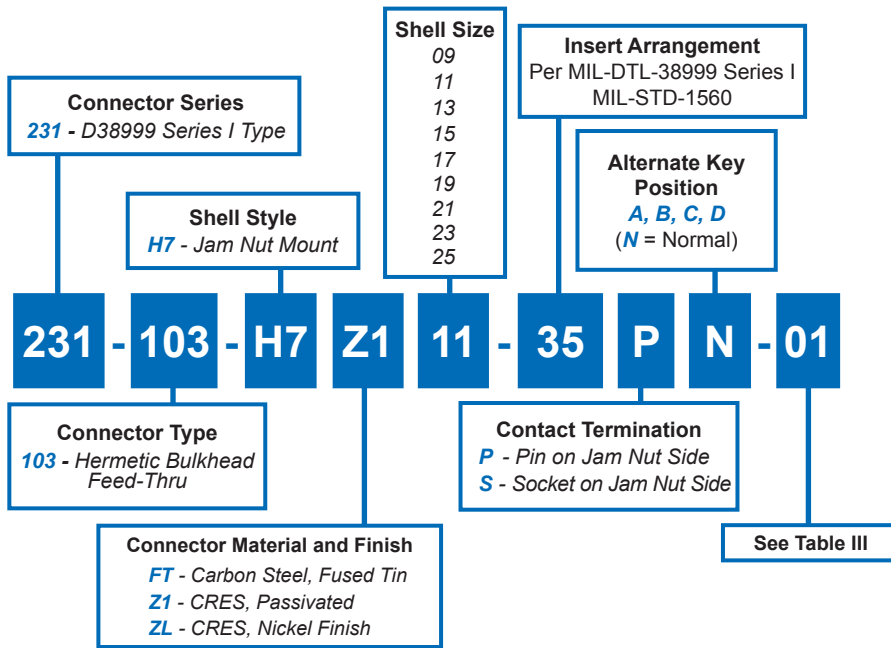 Shell Size
09
11
13
15
17
19
21
23
25
Insert Arrangement
Per MIL-DTL-38999 Series I
MIL-STD-1560
Connector Series
231 - D38999 Series I Type
Shell Style
H7 - Jam Nut Mount
Alternate Key
Position
A, B, C, D
(N = Normal)
231 - 103 - H7 Z1 11 - 35 P N - 01
Connector Type
103 - Hermetic Bulkhead
Feed-Thru
Contact Termination
P - Pin on Jam Nut Side
S - Socket on Jam Nut Side
Connector Material and Finish
FT - Carbon Steel, Fused Tin
Z1 - CRES, Passivated
ZL - CRES, Nickel Finish
See Table III